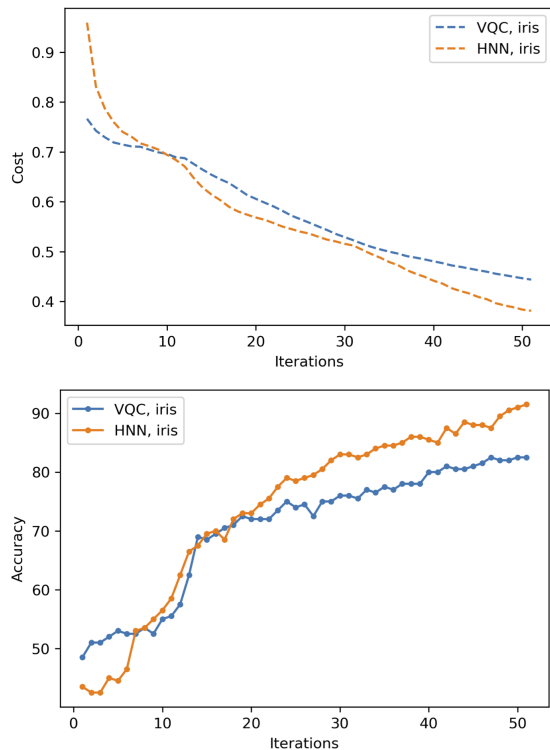 0.9
0.8
0.7
0.6
0.5
0.4
Cost
VQC, iris
HNN, iris
0 10 20 30 40 50
Iterations
90
80
70
60
50
Accuracy
VQC, iris
HNN, iris
0 10 20 30 40 50
Iterations